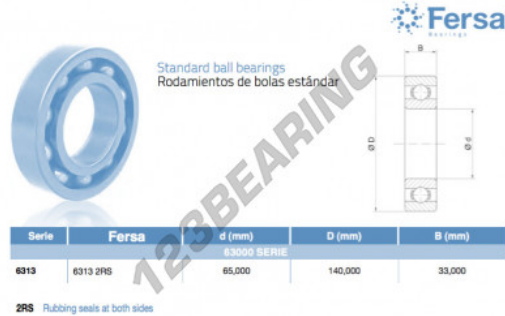 Fersa
Bearings
Standard ball bearings
Rodamientos de bolas estándar
B
Ø D
Ø d
123BEARING
Serie Fersa d (mm) D (mm) B (mm)
63000 SERIE
6313 6313 2RS 65,000 140,000 33,000
2RS Rubbing seals at both sides